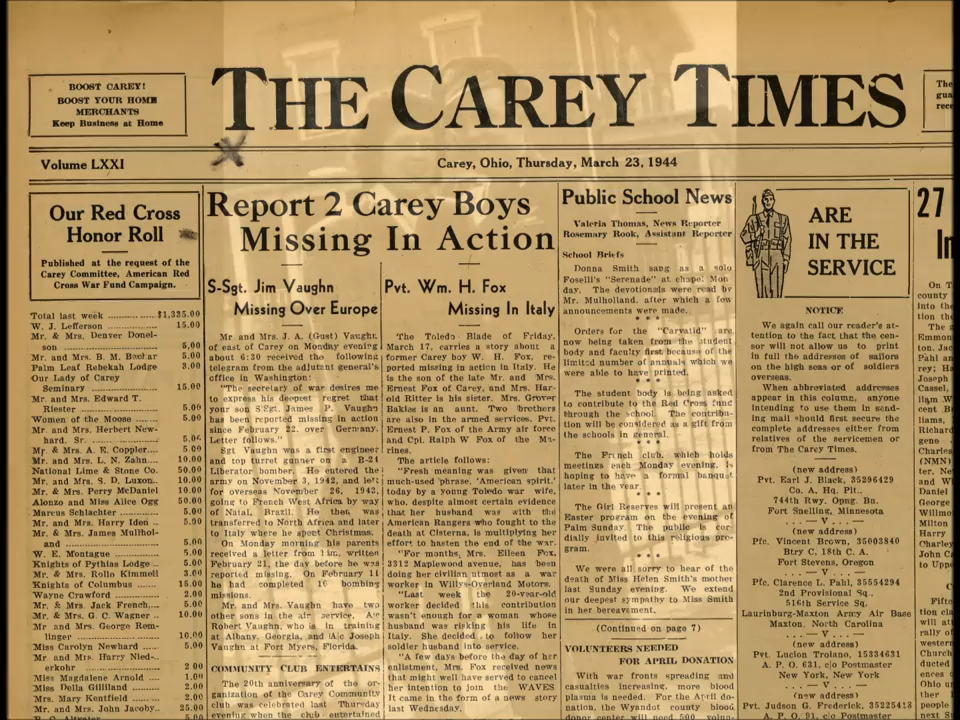 BOOST CAREY!
BOOST YOUR HOME
MERCHANTS
Keep Business at Home
THE CAREY TIMES
The
gua
rece
Volume LXXI
Carey, Ohio, Thursday, March 23, 1944
Our Red Cross
Honor Roll
Published at the request of the
Carey Committee, American Red
Cross War Fund Campaign.
Total last week $1,335.00
W. J. Lefferson 15.00
Mr. & Mrs. Denver Donel-
son 5.00
Mr. and Mrs. B. M. 5.00
Palm Leaf Rebekah Lodge 3.00
Our Lady of Carey
Seminary 15.00
Mr. and Mrs. Edward T.
Riester 5.00
Women of the Moose 5.00
Mr. and Mrs. Herbert New-
hard, Sr. 5.00
Mr. & Mrs. A. E. Coppler 5.00
Mr. and Mrs. L. N. Zahn 10.00
National Lime & Stone Co. 50.00
Mr. and Mrs. S. D. Luxon 10.00
Mr. & Mrs. Perry McDaniel 10.00
Alonzo and Miss Alice Ogg 50.00
Marcus Schlachter 5.00
Mr. and Mrs. Harry Iden 5.00
Mr. & Mrs. James Mulhol-
and 5.00
W. E. Montague 5.00
Knights of Pythias Lodge 5.00
Mr. & Mrs. Rollo Kimmel 3.00
Knights of Columbus 15.00
Wayne Crawford 2.00
Mr. & Mrs. Jack French 5.00
Mr. & Mrs. G. C. Wagner 10.00
Mr. and Mrs. George Rem-
linger 10.00
Miss Carolyn Newhard 5.00
Mr. and Mrs. Harry Nied-
erkohr 2.00
Miss Magdalene Arnold 1.00
Miss Della Gilliland 2.00
Mrs. Mary Kentfield 2.00
Mr. and Mrs. John Jacoby 25.00
Report 2 Carey Boys
Missing In Action
S-Sgt. Jim Vaughn
Missing Over Europe
Mr. and Mrs. J. A. (Gust) Vaughn
of east of Carey on Monday evening
about 6:30 received the following
telegram from the adjutant general's
office in Washington:
"The secretary of war desires me
to express his deepest regret that
your son S|Sgt. James P. Vaughn
has been reported missing in action
since February 22, over Germany.
Letter follows."
Sgt Vaughn was a first engineer
and top turret gunner on a B-24
Liberator bomber. He entered the
army on November 3, 1942, and left
for overseas November 26, 1943,
going to French West Africa by way
of Natal, Brazil. He then was
transferred to North Africa and later
to Italy where he spent Christmas.
On Monday morning his parents
received a letter from him, written
February 21, the day before he was
reported missing. On February 11
he had completed 16 bombing
missions.
Mr. and Mrs. Vaughn have two
other sons in the air service, A|c
Robert Vaughn, who is in training
at Albany, Georgia, and A|c Joseph
Vaughn at Fort Myers, Florida.
COMMUNITY CLUB ENTERTAINS
The 20th anniversary of the or-
ganization of the Carey Community
club was celebrated last Thursday
evening when the club entertained
Pvt. Wm. H. Fox
Missing In Italy
The Toledo Blade of Friday,
March 17, carries a story about a
former Carey boy W. H. Fox, re-
ported missing in action in Italy. He
is the son of the late Mr. and Mrs.
Ernest Fox of Carey, and Mrs. Har-
old Ritter is his sister. Mrs. Grover
Bakies is an aunt. Two brothers
are also in the armed services, Pvt.
Ernest P. Fox of the Army air force
and Cpl. Ralph W Fox of the Ma-
rines.
The article follows:
"Fresh meaning was given that
much-used phrase, 'American spirit,'
today by a young Toledo war wife,
who, despite almost certain evidence
that her husband was with the
American Rangers who fought to the
death at Cisterna, is multiplying her
effort to hasten the end of the war.
"For months, Mrs. Eileen Fox,
3312 Maplewood avenue, has been
doing her civilian utmost as a war
worker in Willys-Overland Motors.
"Last week the 20-year-old
worker decided this contribution
wasn't enough for a woman whose
husband was risking his life in
Italy. She decided to follow her
soldier husband into service.
"A few days before the day of her
enlistment, Mrs. Fox received news
that might well have served to cancel
her intention to join the WAVES
It came in the form of a news story
last Wednesday.
Public School News
Valeria Thomas, News Reporter
Rosemary Rook, Assistant Reporter
School Briefs
Donna Smith sang as a solo
Foselli's "Serenade" at chapel Mon
day. The devotionals were read by
Mr. Mulholland, after which a few
announcements were made.
* * *
Orders for the "Carvatid" are
now being taken from the student
body and faculty first because of the
limited number of annuals which we
were able to have printed.
* * *
The student body is being asked
to contribute to the Red Cross fund
through the school. The contribu-
tion will be considered as a gift from
the schools in general.
* * *
The French club, which holds
meetings each Monday evening, is
hoping to have a formal banquet
later in the year.
* * *
The Girl Reserves will present an
Easter program on the evening of
Palm Sunday. The public is cor-
dially invited to this religious pro-
gram.
* * *
We were all sorry to hear of the
death of Miss Helen Smith's mother
last Sunday evening. We extend
our deepest sympathy to Miss Smith
in her bereavement.
(Continued on page 7)
VOLUNTEERS NEEDED
FOR APRIL DONATION
With war fronts spreading and
casualties increasing, more blood
plasma is needed. For the April do-
nation, the Wyandot county blood
donor center will need 500
ARE
IN THE
SERVICE
NOTICE
We again call our reader's at-
tention to the fact that the cen-
sor will not allow us to print
in full the addresses of sailors
on the high seas or of soldiers
overseas.
When abbreviated addresses
appear in this column, anyone
intending to use them in send-
ing mail should first secure the
complete addresses either from
relatives of the servicemen or
from The Carey Times.
(new address)
Pvt. Earl J. Black, 35296429
Co. A, Hq. Plt.,
744th Rwy. Opng. Bn.
Fort Snelling, Minnesota
. . . - V - . . .
Pfc. Vincent Brown, 35003840
Btry C, 18th C. A.
Fort Stevens, Oregon
. . . - V - . . .
Pfc. Clarence L. Pahl, 35554294
2nd Provisional Sq.,
516th Service Sq.
Laurinburg-Maxton Army Air Base
Maxton, North Carolina
. . . - V - . . .
(new address)
Pvt. Lucion Trolano, 15334631
A. P. O. 631, c|o Postmaster
New York, New York
. . . - V - . . .
(new address)
Pvt. Judson G. Frederick, 35225418
A. P. O. 91, c|o Postmaster
27
In